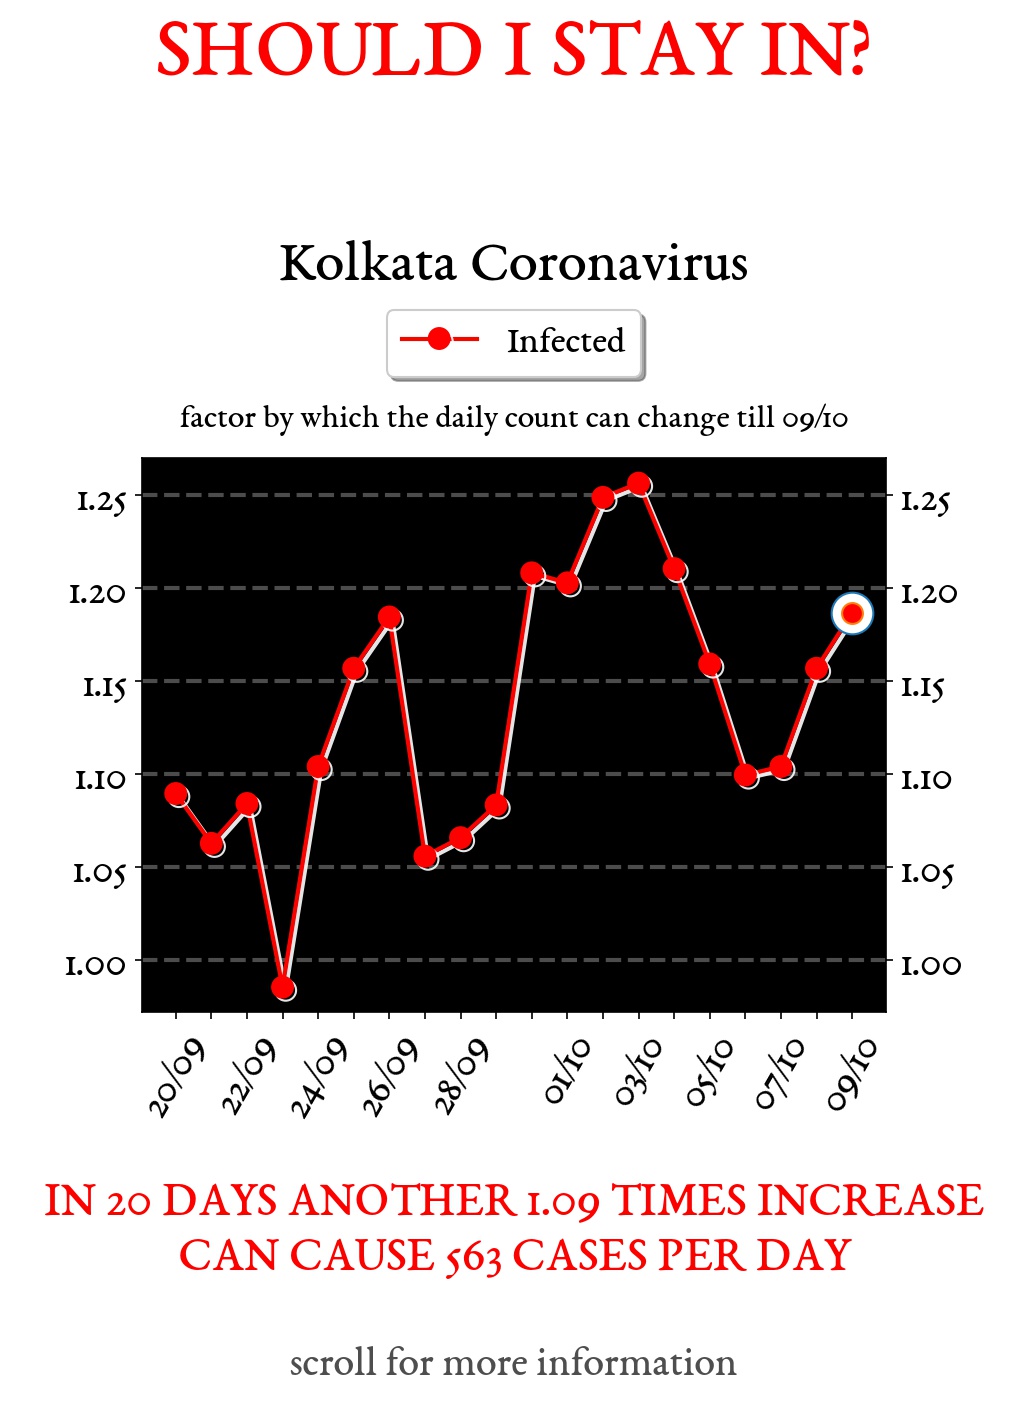 SHOULD I STAY IN?
Kolkata Coronavirus
Infected
factor by which the daily count can change till 09/10
1.25 1.25
1.20 1.20
1.15 1.15
1.10 1.10
1.05 1.05
1.00 1.00
20/09 22/09 24/09 26/09 28/09 01/10 03/10 05/10 07/10 09/10
IN 20 DAYS ANOTHER 1.09 TIMES INCREASE
CAN CAUSE 563 CASES PER DAY
scroll for more information